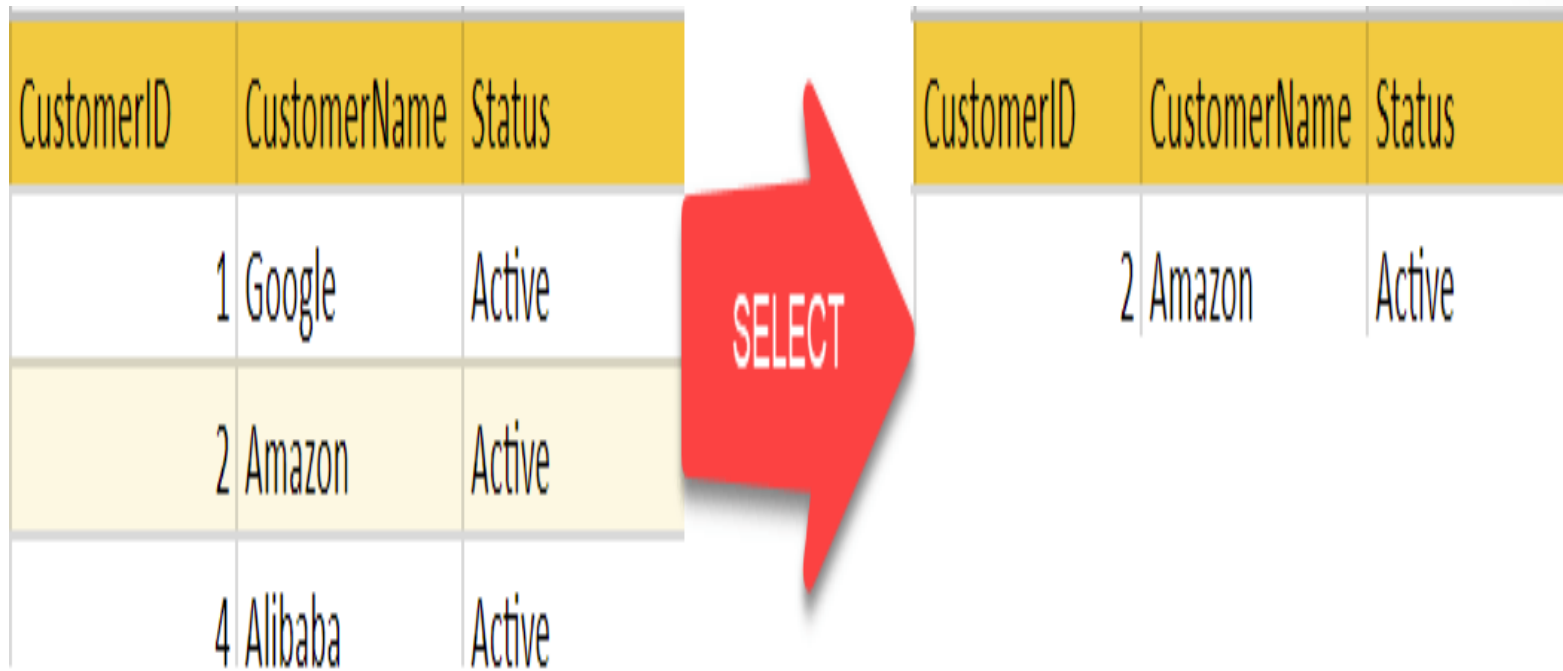 CustomerID CustomerName Status
1 Google Active
2 Amazon Active
4 Alibaba Active
SELECT
CustomerID CustomerName Status
2 Amazon Active